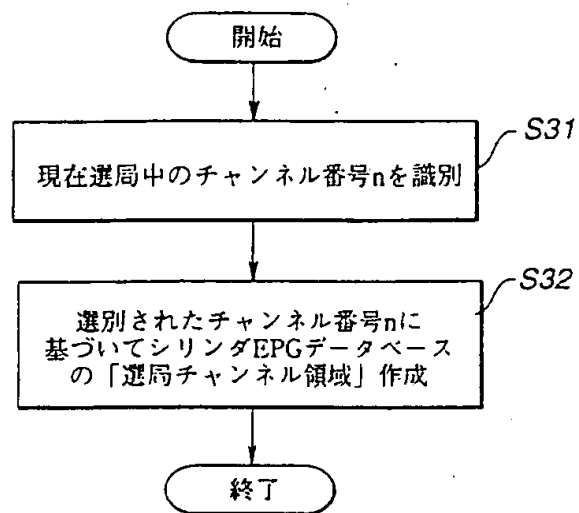 開始
S31
現在選局中のチャンネル番号nを識別
S32
選別されたチャンネル番号nに
基づいてシリンダEPGデータベース
の「選局チャンネル領域」作成
終了